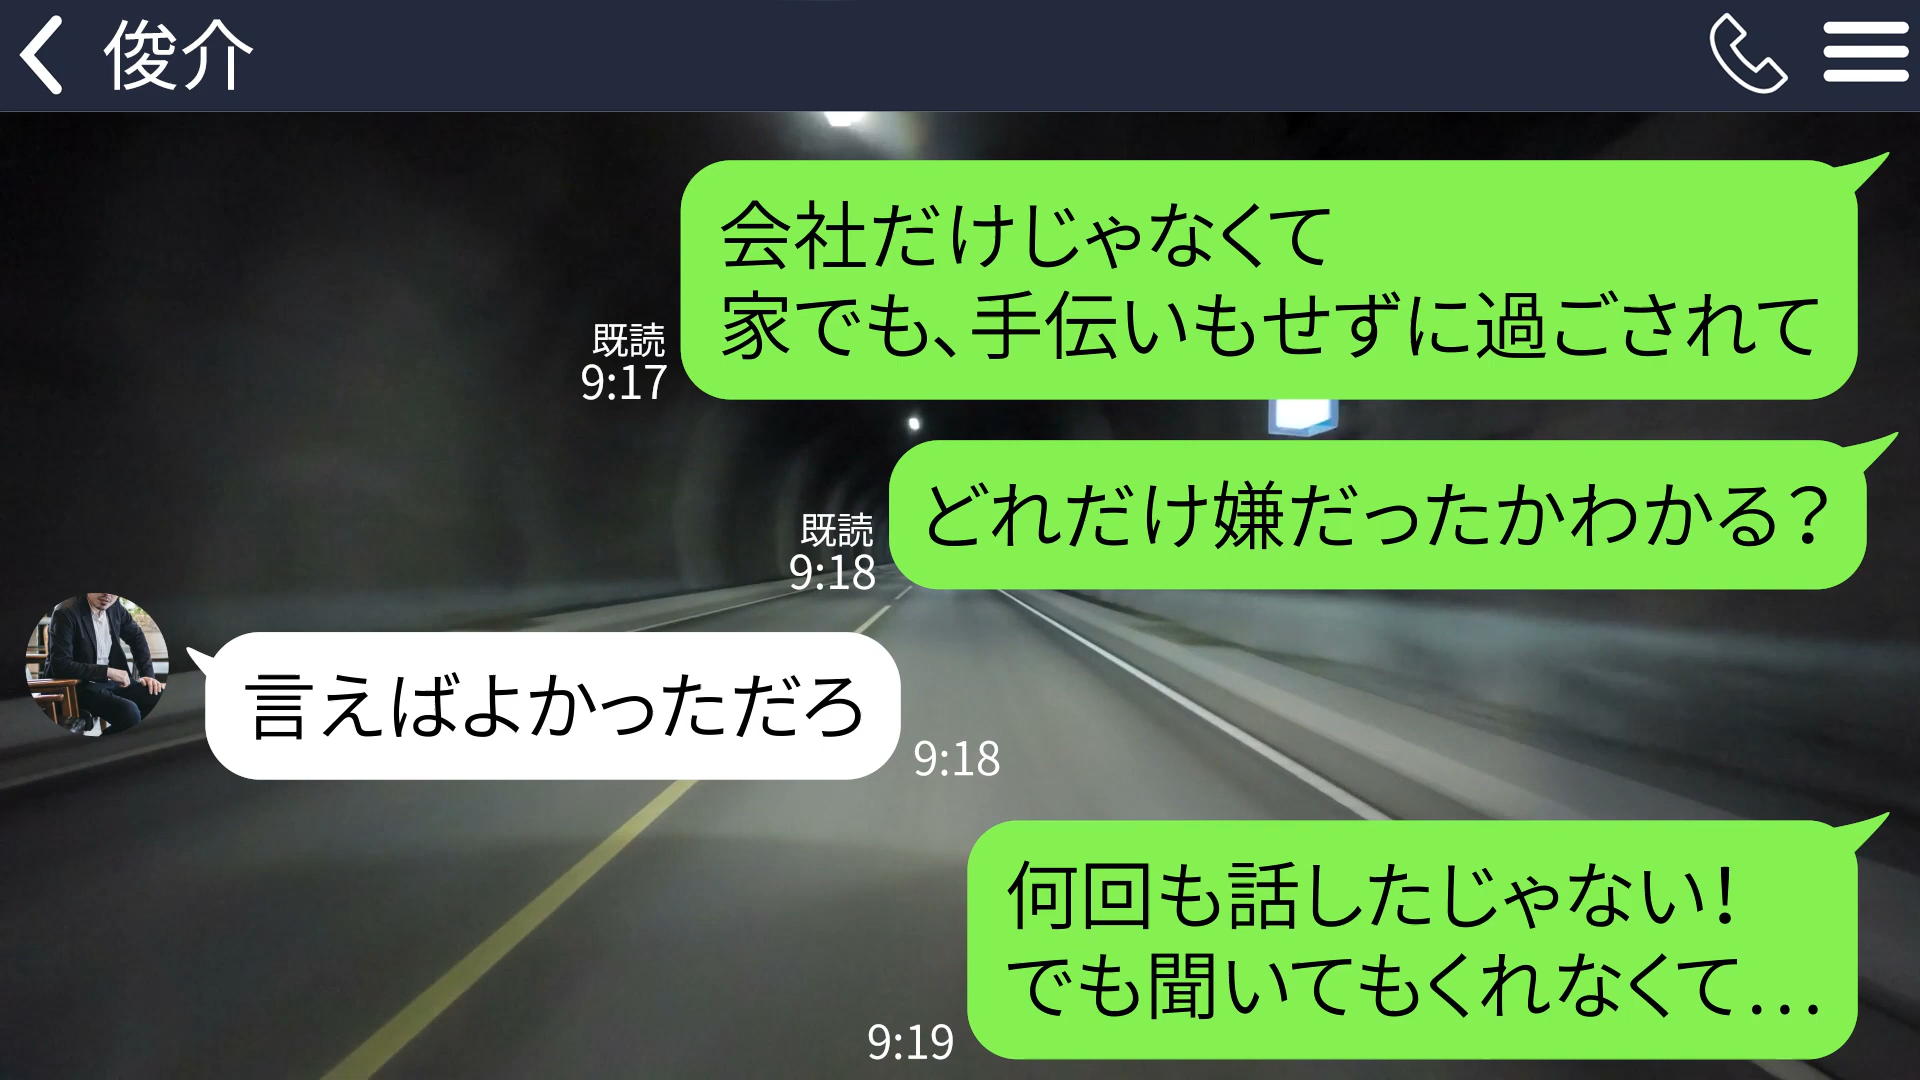 俊介
会社だけじゃなくて
家でも、手伝いもせずに過ごされて
既読
9:17
どれだけ嫌だったかわかる？
既読
9:18
言えばよかっただろ
9:18
何回も話したじゃない！
でも聞いてもくれなくて…
9:19